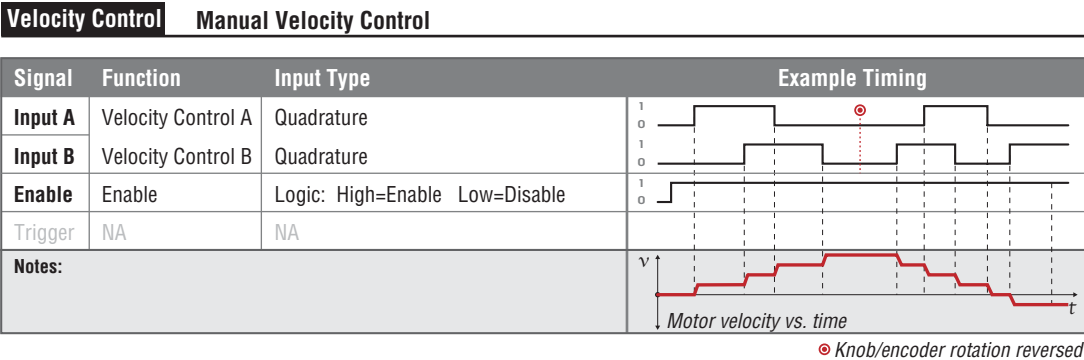 Velocity Control Manual Velocity Control
Signal Function Input Type Example Timing
Input A Velocity Control A Quadrature 1 0
Input B Velocity Control B Quadrature 1 0
Enable Enable Logic: High=Enable Low=Disable 1 0
Trigger NA NA
Notes: v t
Motor velocity vs. time
Knob/encoder rotation reversed